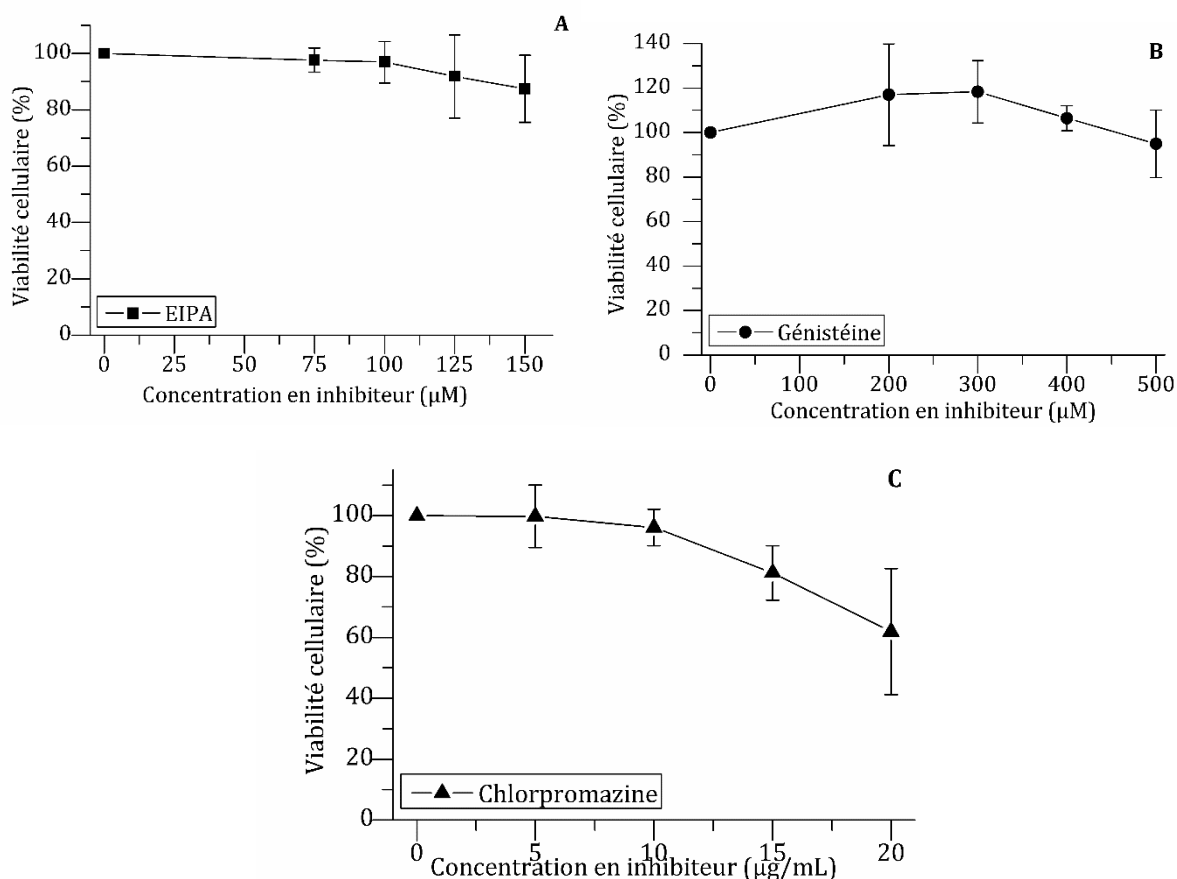 A
Viabilité cellulaire (%)
100
80
60
40
20
0
EIPA
0 25 50 75 100 125 150
Concentration en inhibiteur (µM)
B
Viabilité cellulaire (%)
140
120
100
80
60
40
20
0
Génistéine
0 100 200 300 400 500
Concentration en inhibiteur (µM)
C
Viabilité cellulaire (%)
100
80
60
40
20
0
Chlorpromazine
0 5 10 15 20
Concentration en inhibiteur (µg/mL)